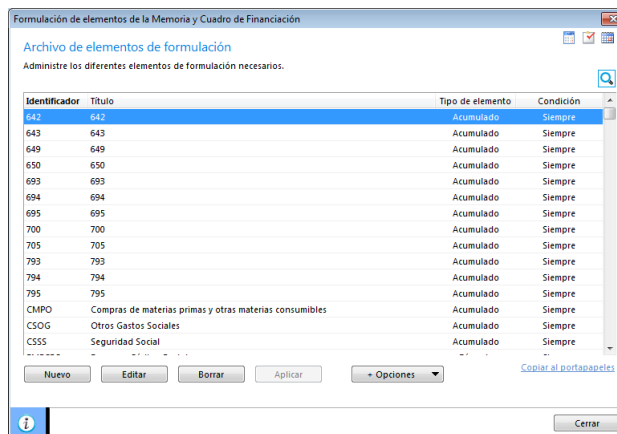 Formulación de elementos de la Memoria y Cuadro de Financiación
Archivo de elementos de formulación
Administre los diferentes elementos de formulación necesarios.
Identificador Título Tipo de elemento Condición
642 642 Acumulado Siempre
643 643 Acumulado Siempre
649 649 Acumulado Siempre
650 650 Acumulado Siempre
693 693 Acumulado Siempre
694 694 Acumulado Siempre
695 695 Acumulado Siempre
700 700 Acumulado Siempre
705 705 Acumulado Siempre
793 793 Acumulado Siempre
794 794 Acumulado Siempre
795 795 Acumulado Siempre
CMPO Compras de materias primas y otras materias consumibles Acumulado Siempre
CSOG Otros Gastos Sociales Acumulado Siempre
CSSS Seguridad Social Acumulado Siempre
Nuevo Editar Borrar Aplicar + Opciones Copiar al portapapeles
Cerrar